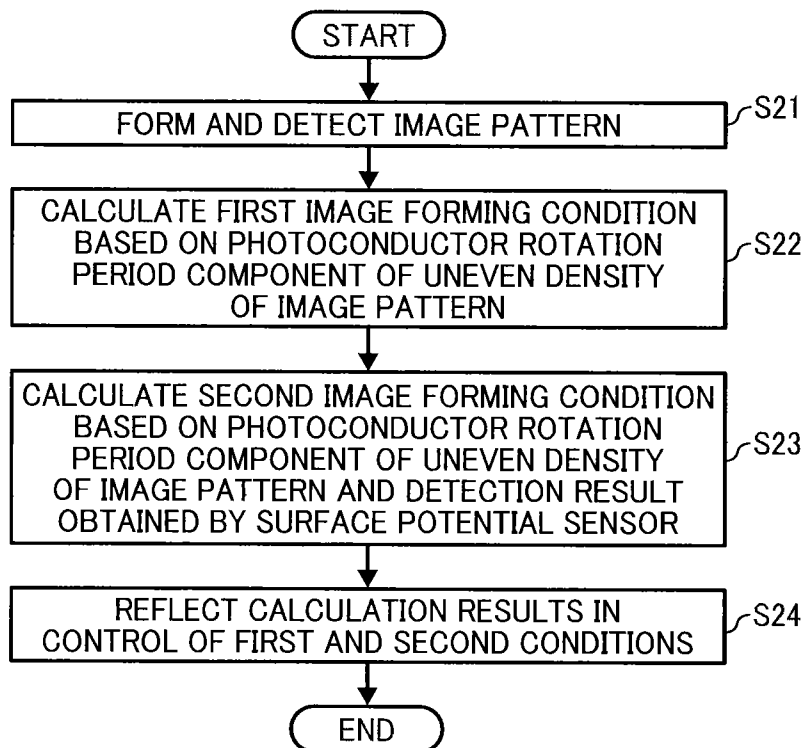 START
FORM AND DETECT IMAGE PATTERN
S21
CALCULATE FIRST IMAGE FORMING CONDITION
BASED ON PHOTOCONDUCTOR ROTATION
PERIOD COMPONENT OF UNEVEN DENSITY
OF IMAGE PATTERN
S22
CALCULATE SECOND IMAGE FORMING CONDITION
BASED ON PHOTOCONDUCTOR ROTATION
PERIOD COMPONENT OF UNEVEN DENSITY
OF IMAGE PATTERN AND DETECTION RESULT
OBTAINED BY SURFACE POTENTIAL SENSOR
S23
REFLECT CALCULATION RESULTS IN
CONTROL OF FIRST AND SECOND CONDITIONS
S24
END